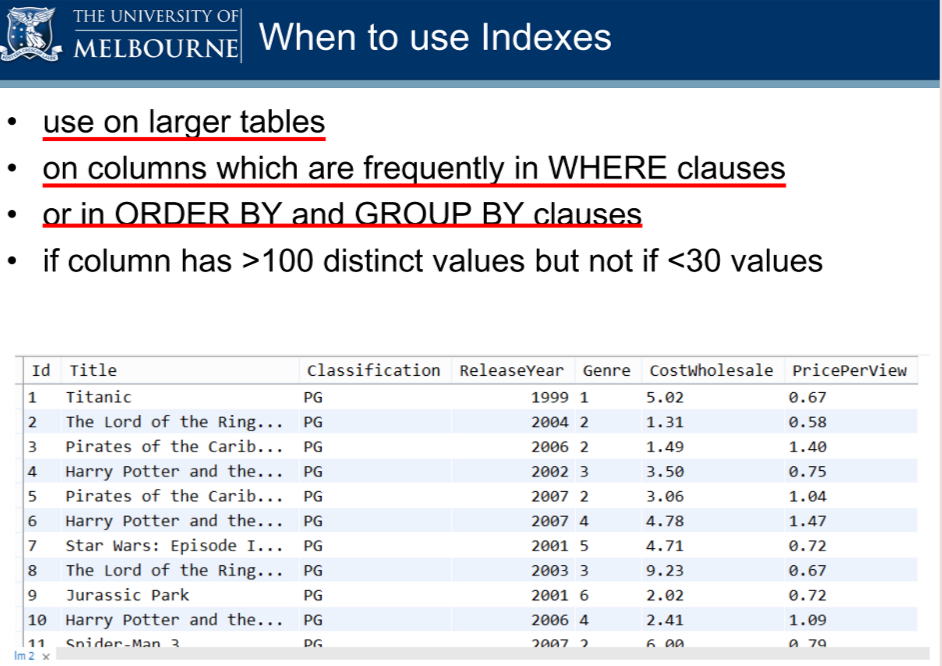 THE UNIVERSITY OF
MELBOURNE
When to use Indexes
• use on larger tables
• on columns which are frequently in WHERE clauses
• or in ORDER BY and GROUP BY clauses
• if column has >100 distinct values but not if <30 values
Id Title Classification ReleaseYear Genre CostWholesale PricePerView
1 Titanic PG 1999 1 5.02 0.67
2 The Lord of the Ring... PG 2004 2 1.31 0.58
3 Pirates of the Carib... PG 2006 2 1.49 1.40
4 Harry Potter and the... PG 2002 3 3.50 0.75
5 Pirates of the Carib... PG 2007 2 3.06 1.04
6 Harry Potter and the... PG 2007 4 4.78 1.47
7 Star Wars: Episode I... PG 2001 5 4.71 0.72
8 The Lord of the Ring... PG 2003 3 9.23 0.67
9 Jurassic Park PG 2001 6 2.02 0.72
10 Harry Potter and the... PG 2006 4 2.41 1.09
11 Spider-Man 3 PG 2007 2 6.00 0.79
lm 2 ×